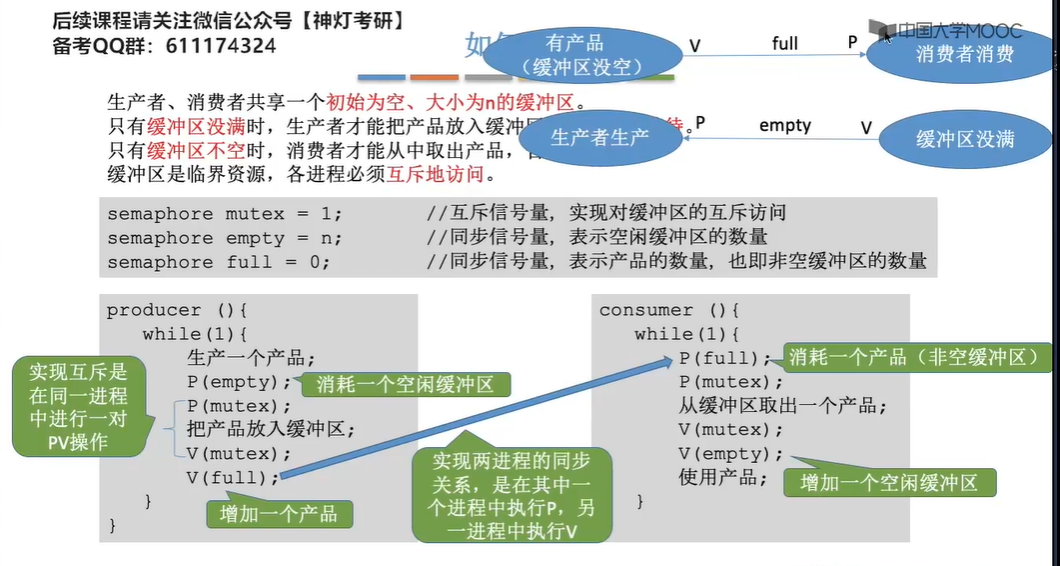 后续课程请关注微信公众号【神灯考研】
备考QQ群：611174324
中国大学MOOC
如
有产品
（缓冲区没空）
V
full
P
消费者消费
生产者生产
P
empty
V
缓冲区没满
生产者、消费者共享一个初始为空、大小为n的缓冲区。
只有缓冲区没满时，生产者才能把产品放入缓冲区 待。
只有缓冲区不空时，消费者才能从中取出产品，
缓冲区是临界资源，各进程必须互斥地访问。
semaphore mutex = 1; //互斥信号量，实现对缓冲区的互斥访问
semaphore empty = n; //同步信号量，表示空闲缓冲区的数量
semaphore full = 0; //同步信号量，表示产品的数量，也即非空缓冲区的数量
producer (){
while(1){
生产一个产品;
P(empty);
P(mutex);
把产品放入缓冲区;
V(mutex);
V(full);
}
}
实现互斥是
在同一进程
中进行一对
PV操作
消耗一个空闲缓冲区
增加一个产品
实现两进程的同步
关系，是在其中一
个进程中执行P，另
一进程中执行V
consumer (){
while(1){
P(full);
P(mutex);
从缓冲区取出一个产品;
V(mutex);
V(empty);
使用产品;
}
消耗一个产品（非空缓冲区）
增加一个空闲缓冲区